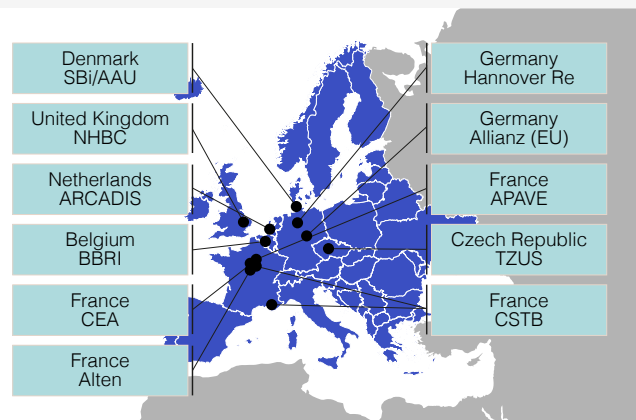 Denmark
SBi/AAU
United Kingdom
NHBC
Netherlands
ARCADIS
Belgium
BBRI
France
CEA
France
Alten
Germany
Hannover Re
Germany
Allianz (EU)
France
APAVE
Czech Republic
TZUS
France
CSTB